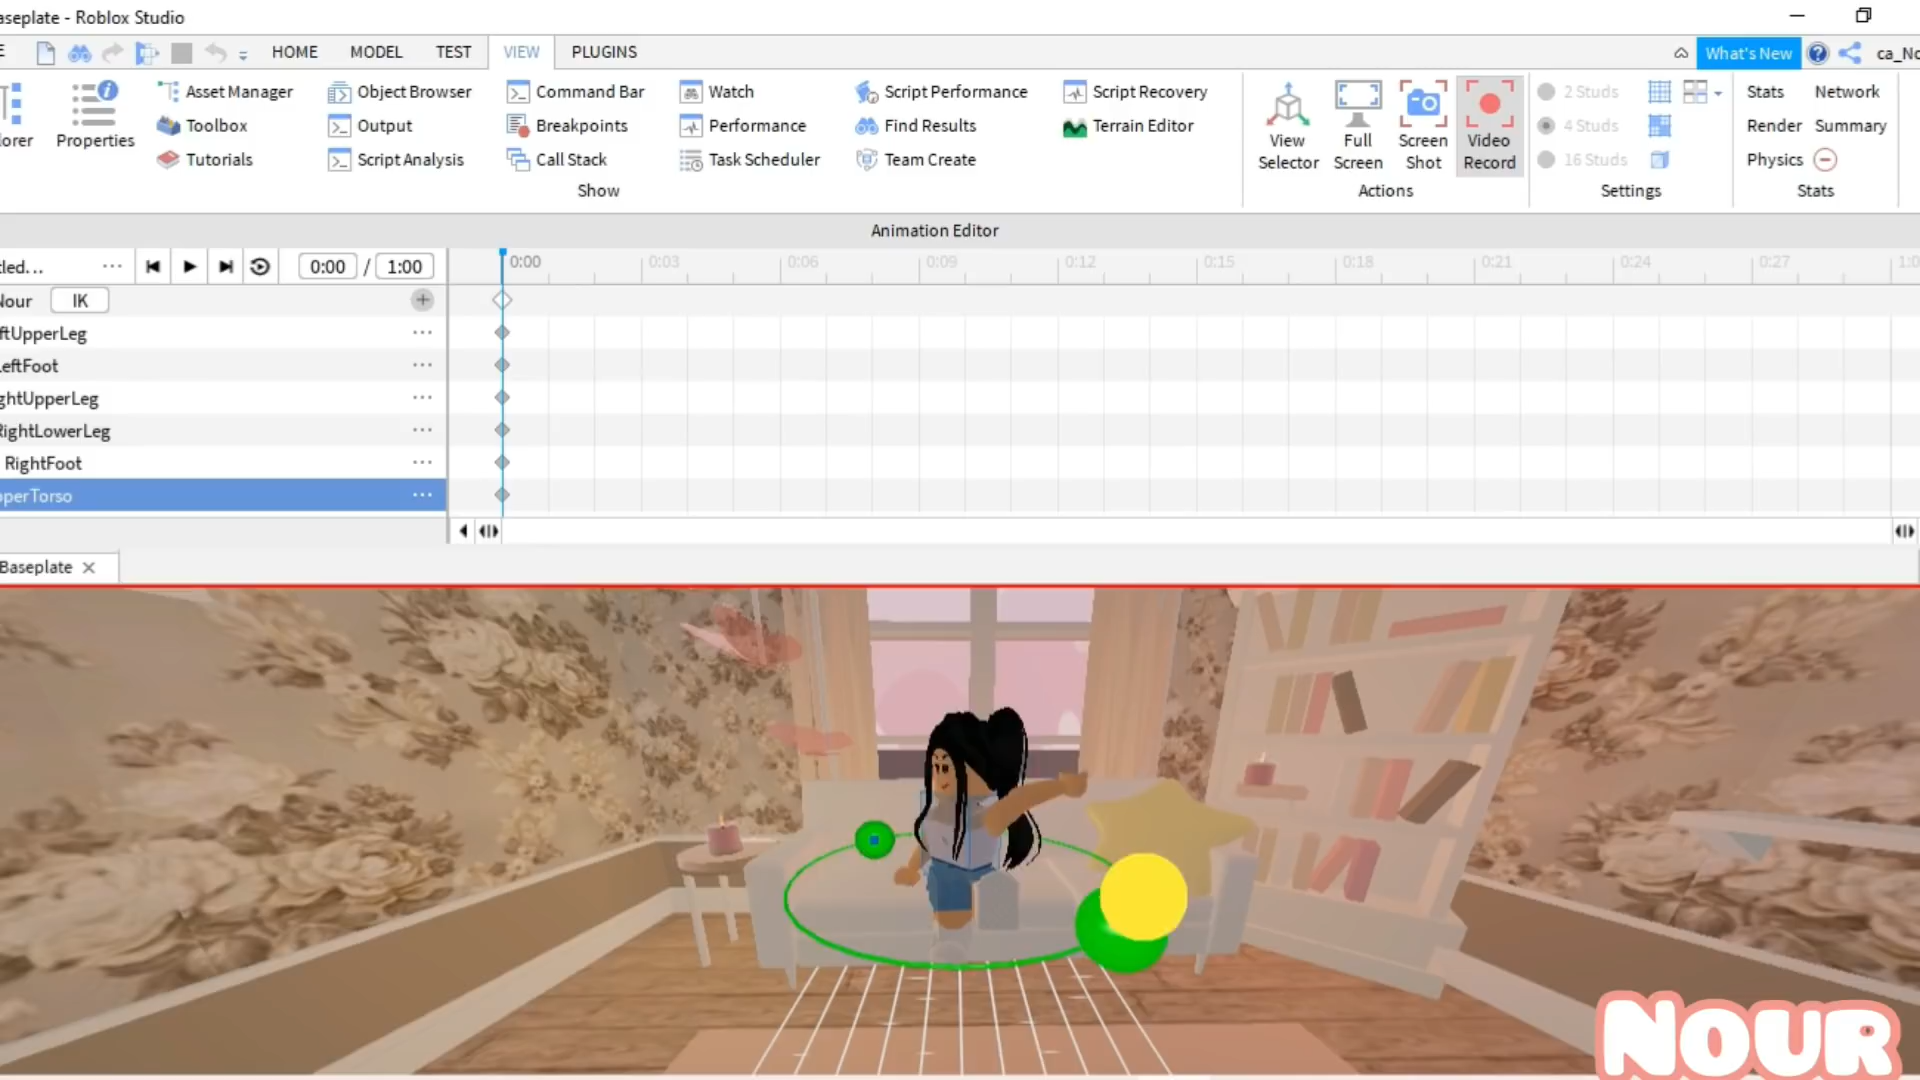 aseplate - Roblox Studio
E HOME MODEL TEST VIEW PLUGINS What's New ca_No
orer
Properties
Asset Manager
Toolbox
Tutorials
Object Browser
Output
Script Analysis
Command Bar
Breakpoints
Call Stack
Watch
Performance
Task Scheduler
Script Performance
Find Results
Team Create
Script Recovery
Terrain Editor
Show
View
Selector
Full
Screen
Screen
Shot
Video
Record
Actions
2 Studs
4 Studs
16 Studs
Settings
Stats Network
Render Summary
Physics
Stats
Animation Editor
tled... 0:00 / 1:00 0:00 0:03 0:06 0:09 0:12 0:15 0:18 0:21 0:24 0:27 1:0
Nour IK
ftUpperLeg
LeftFoot
ghtUpperLeg
RightLowerLeg
RightFoot
perTorso
Baseplate
NOUR